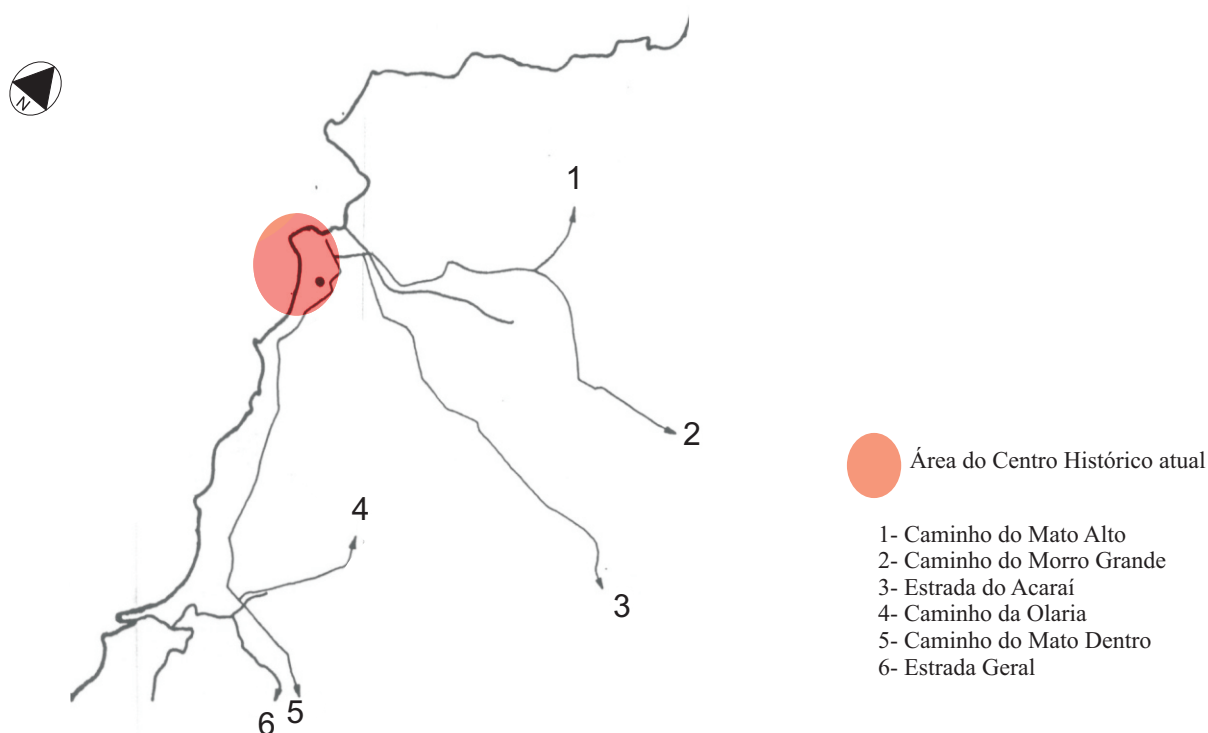 N
1
2
3
4
5
6
Área do Centro Histórico atual
1- Caminho do Mato Alto
2- Caminho do Morro Grande
3- Estrada do Acaraí
4- Caminho da Olaria
5- Caminho do Mato Dentro
6- Estrada Geral